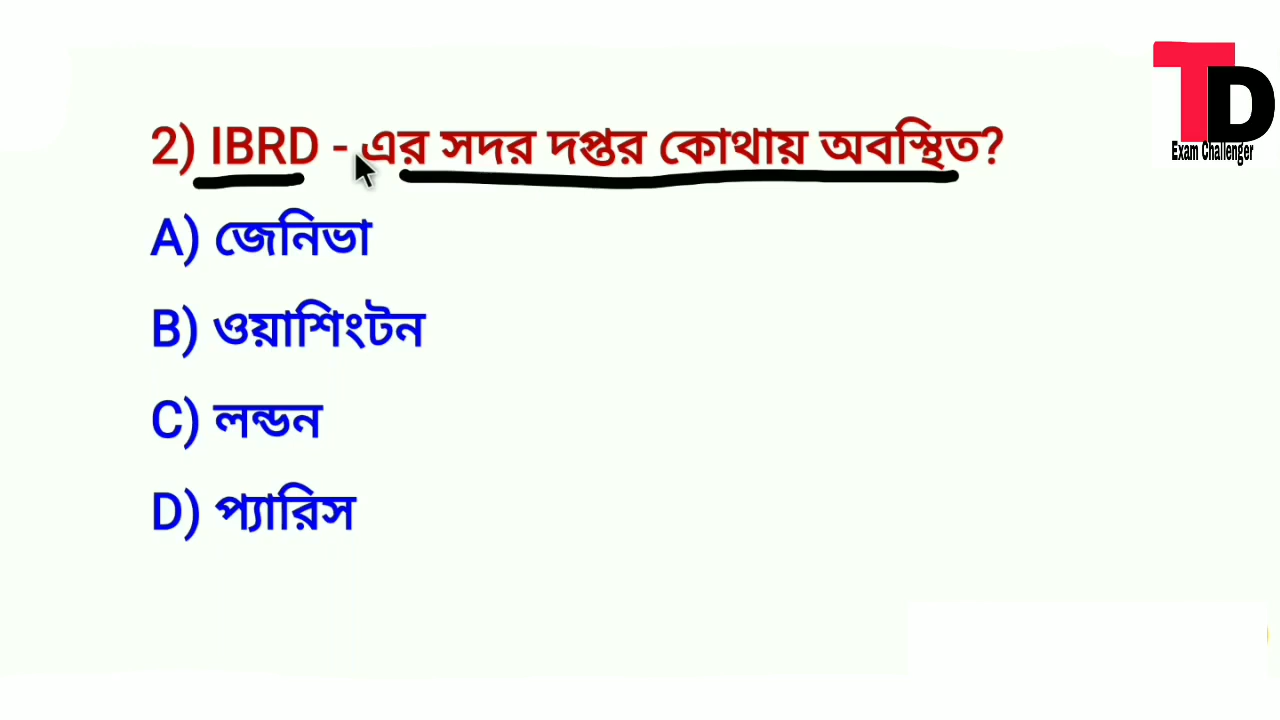 2) IBRD - এর সদর দপ্তর কোথায় অবস্থিত?
A) জেনিভা
B) ওয়াশিংটন
C) লন্ডন
D) প্যারিস
TD
Exam Challenger